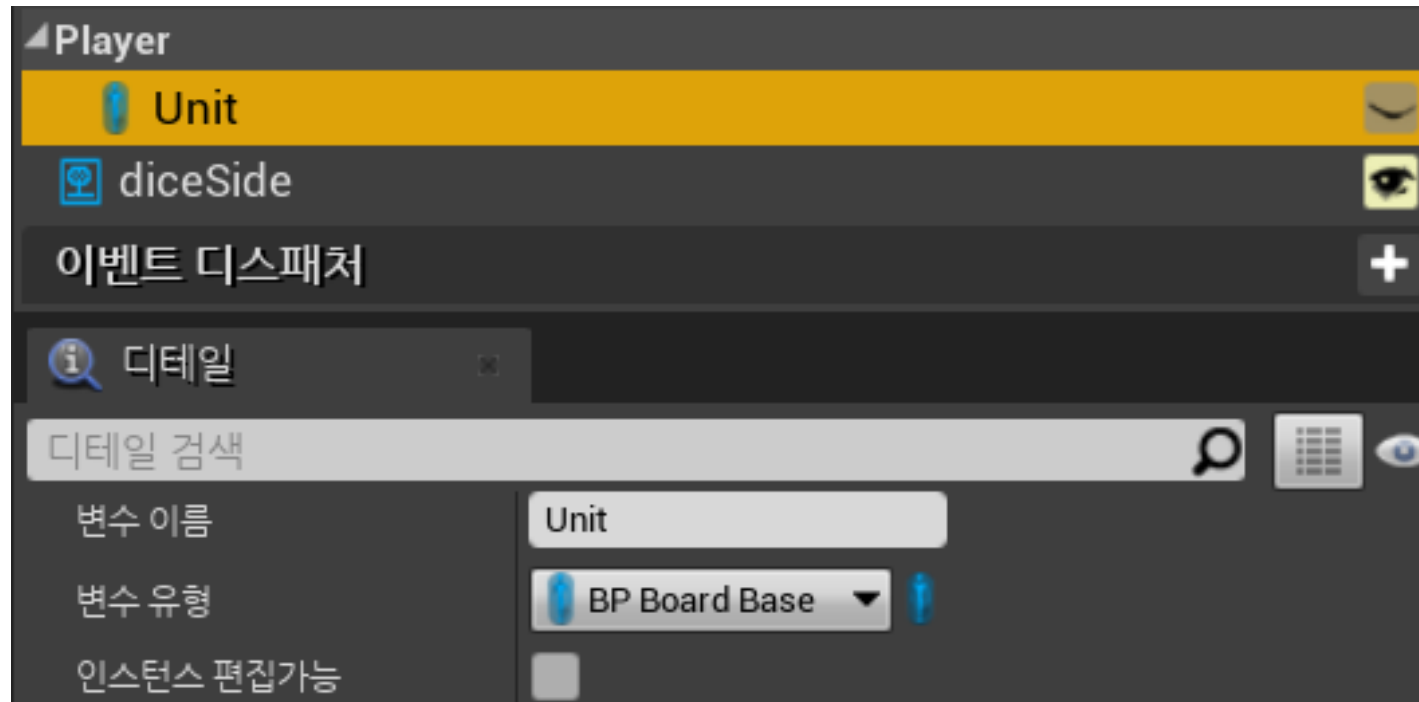 Player
Unit
diceSide
이벤트 디스패처
디테일
디테일 검색
변수 이름 Unit
변수 유형 BP Board Base
인스턴스 편집가능